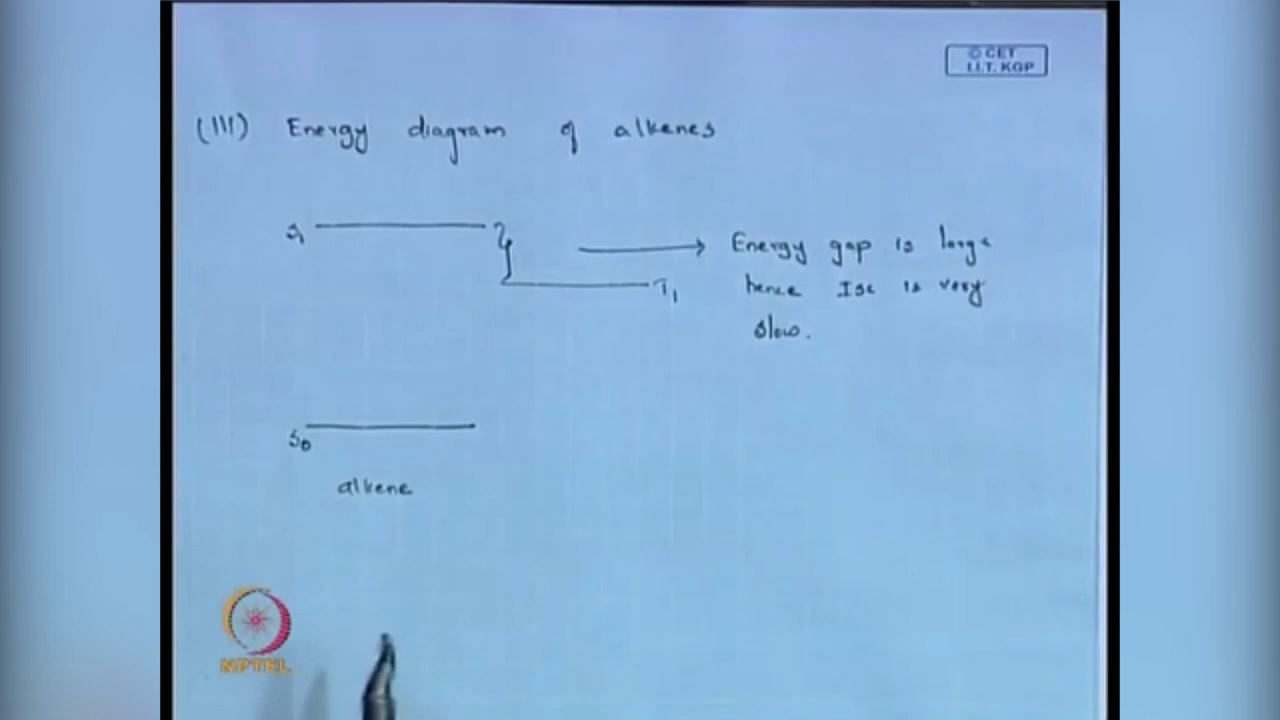 © CET
I.I.T. KGP
(III) Energy diagram of alkenes
S1
T1
Energy gap is large
hence Isc is very
slow.
S0
alkene
NPTEL